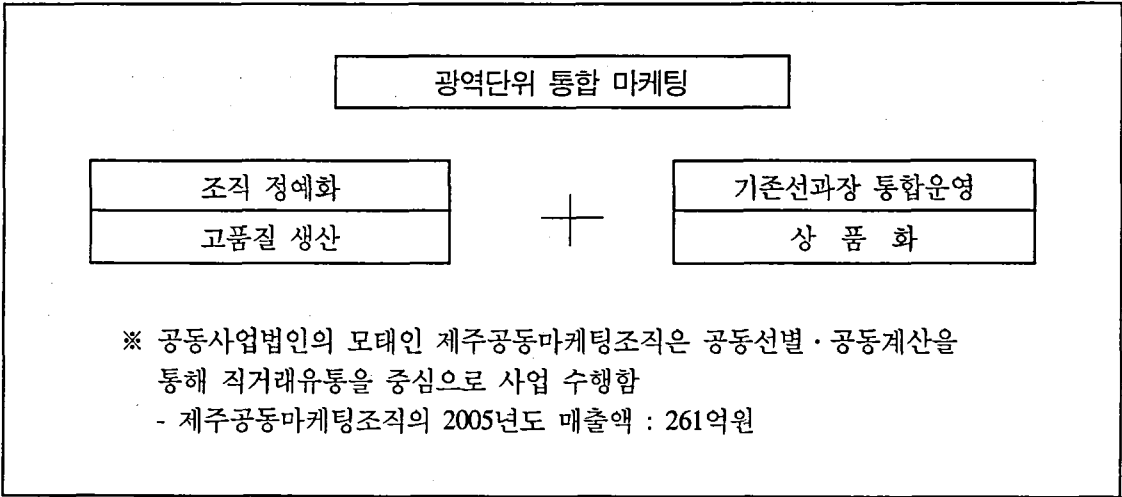 광역단위 통합 마케팅
조직 정예화
고품질 생산
기존선과장 통합운영
상 품 화
※ 공동사업법인의 모태인 제주공동마케팅조직은 공동선별·공동계산을
통해 직거래유통을 중심으로 사업 수행함
- 제주공동마케팅조직의 2005년도 매출액 : 261억원